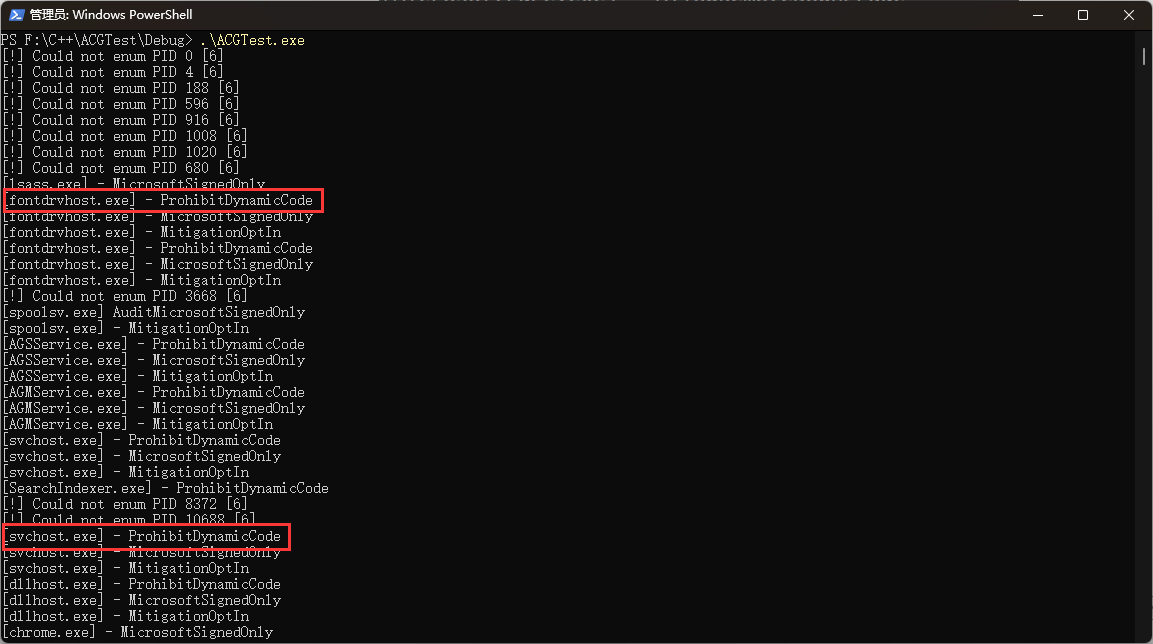 管理员: Windows PowerShell
PS F:\C++\ACGTest\Debug> .\ACGTest.exe
[!] Could not enum PID 0 [6]
[!] Could not enum PID 4 [6]
[!] Could not enum PID 188 [6]
[!] Could not enum PID 596 [6]
[!] Could not enum PID 916 [6]
[!] Could not enum PID 1008 [6]
[!] Could not enum PID 1020 [6]
[!] Could not enum PID 680 [6]
[lsass.exe] - MicrosoftSignedOnly
[fontdrvhost.exe] - ProhibitDynamicCode
[fontdrvhost.exe] - MicrosoftSignedOnly
[fontdrvhost.exe] - MitigationOptIn
[fontdrvhost.exe] - ProhibitDynamicCode
[fontdrvhost.exe] - MicrosoftSignedOnly
[fontdrvhost.exe] - MitigationOptIn
[!] Could not enum PID 3668 [6]
[spoolsv.exe] AuditMicrosoftSignedOnly
[spoolsv.exe] - MitigationOptIn
[AGSService.exe] - ProhibitDynamicCode
[AGSService.exe] - MicrosoftSignedOnly
[AGSService.exe] - MitigationOptIn
[AGMService.exe] - ProhibitDynamicCode
[AGMService.exe] - MicrosoftSignedOnly
[AGMService.exe] - MitigationOptIn
[svchost.exe] - ProhibitDynamicCode
[svchost.exe] - MicrosoftSignedOnly
[svchost.exe] - MitigationOptIn
[SearchIndexer.exe] - ProhibitDynamicCode
[!] Could not enum PID 8372 [6]
[!] Could not enum PID 10688 [6]
[svchost.exe] - ProhibitDynamicCode
[svchost.exe] - MicrosoftSignedOnly
[svchost.exe] - MitigationOptIn
[dllhost.exe] - ProhibitDynamicCode
[dllhost.exe] - MicrosoftSignedOnly
[dllhost.exe] - MitigationOptIn
[chrome.exe] - MicrosoftSignedOnly